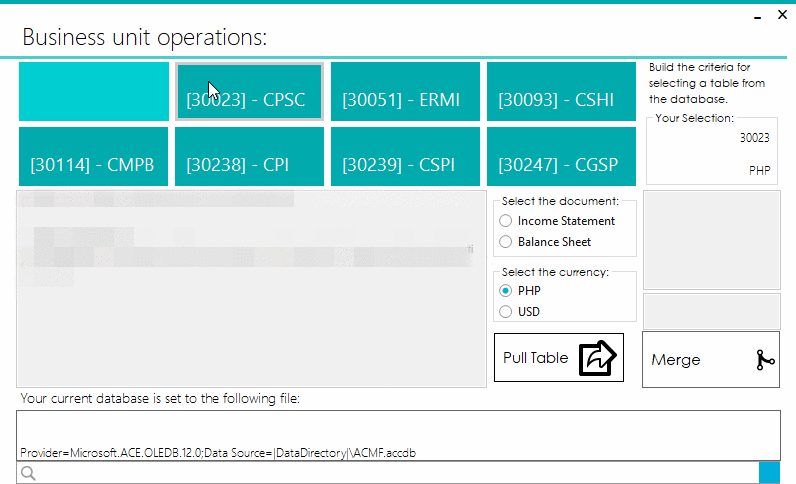 Business unit operations:
[30023] - CPSC
[30051] - ERMI
[30093] - CSHI
[30114] - CMPB
[30238] - CPI
[30239] - CSPI
[30247] - CGSP
Build the criteria for
selecting a table from
the database.
Your Selection:
30023
PHP
Select the document:
Income Statement
Balance Sheet
Select the currency:
PHP
USD
Pull Table
Merge
Your current database is set to the following file:
Provider=Microsoft.ACE.OLEDB.12.0;Data Source=|DataDirectory|\ACMF.accdb